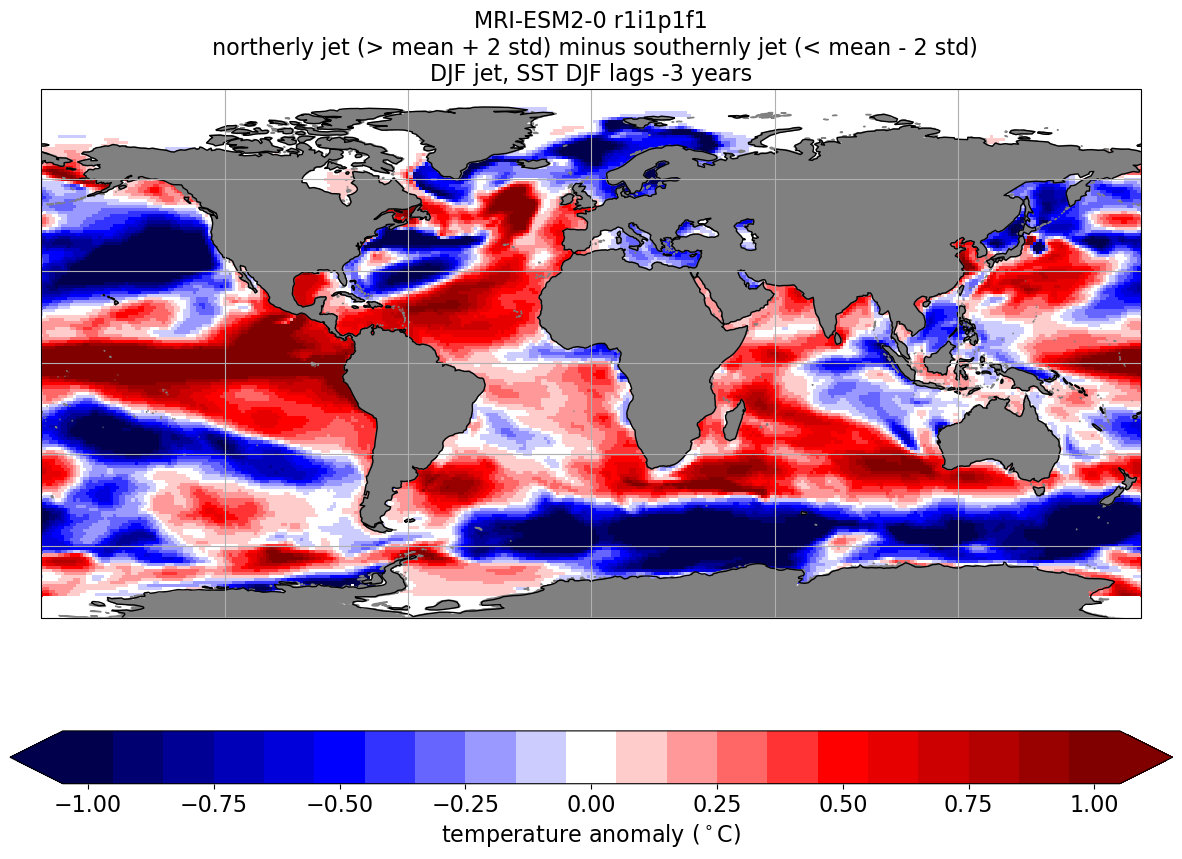 MRI-ESM2-0 r1i1p1f1
northerly jet (> mean + 2 std) minus southernly jet (< mean - 2 std)
DJF jet, SST DJF lags -3 years
−1.00 −0.75 −0.50 −0.25 0.00 0.25 0.50 0.75 1.00
temperature anomaly (°C)